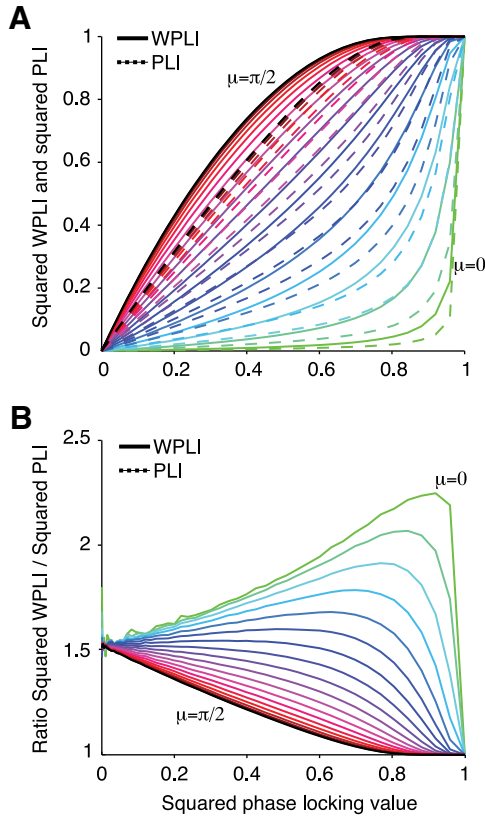 A
Squared WPLI and squared PLI
WPLI
PLI
μ=π/2
μ=0
1
0.8
0.6
0.4
0.2
0
0 0.2 0.4 0.6 0.8 1
B
Ratio Squared WPLI / Squared PLI
WPLI
PLI
μ=0
μ=π/2
2.5
2
1.5
1
0 0.2 0.4 0.6 0.8 1
Squared phase locking value